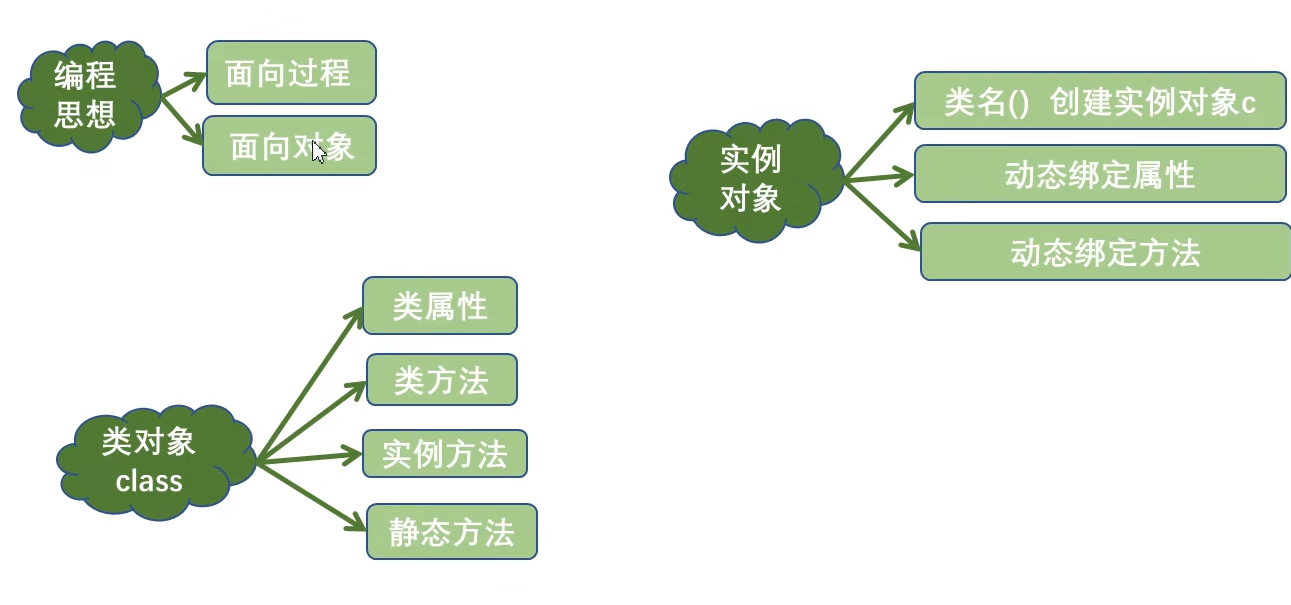 编程
思想
面向过程
面向对象
实例
对象
类名() 创建实例对象c
动态绑定属性
动态绑定方法
类对象
class
类属性
类方法
实例方法
静态方法